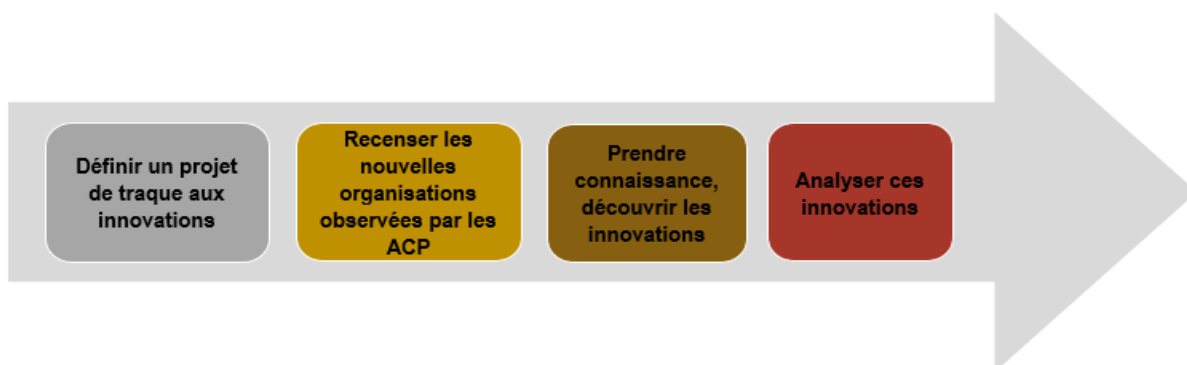 Définir un projet
de traque aux
innovations
Recenser les
nouvelles
organisations
observées par les
ACP
Prendre
connaissance,
découvrir les
innovations
Analyser ces
innovations